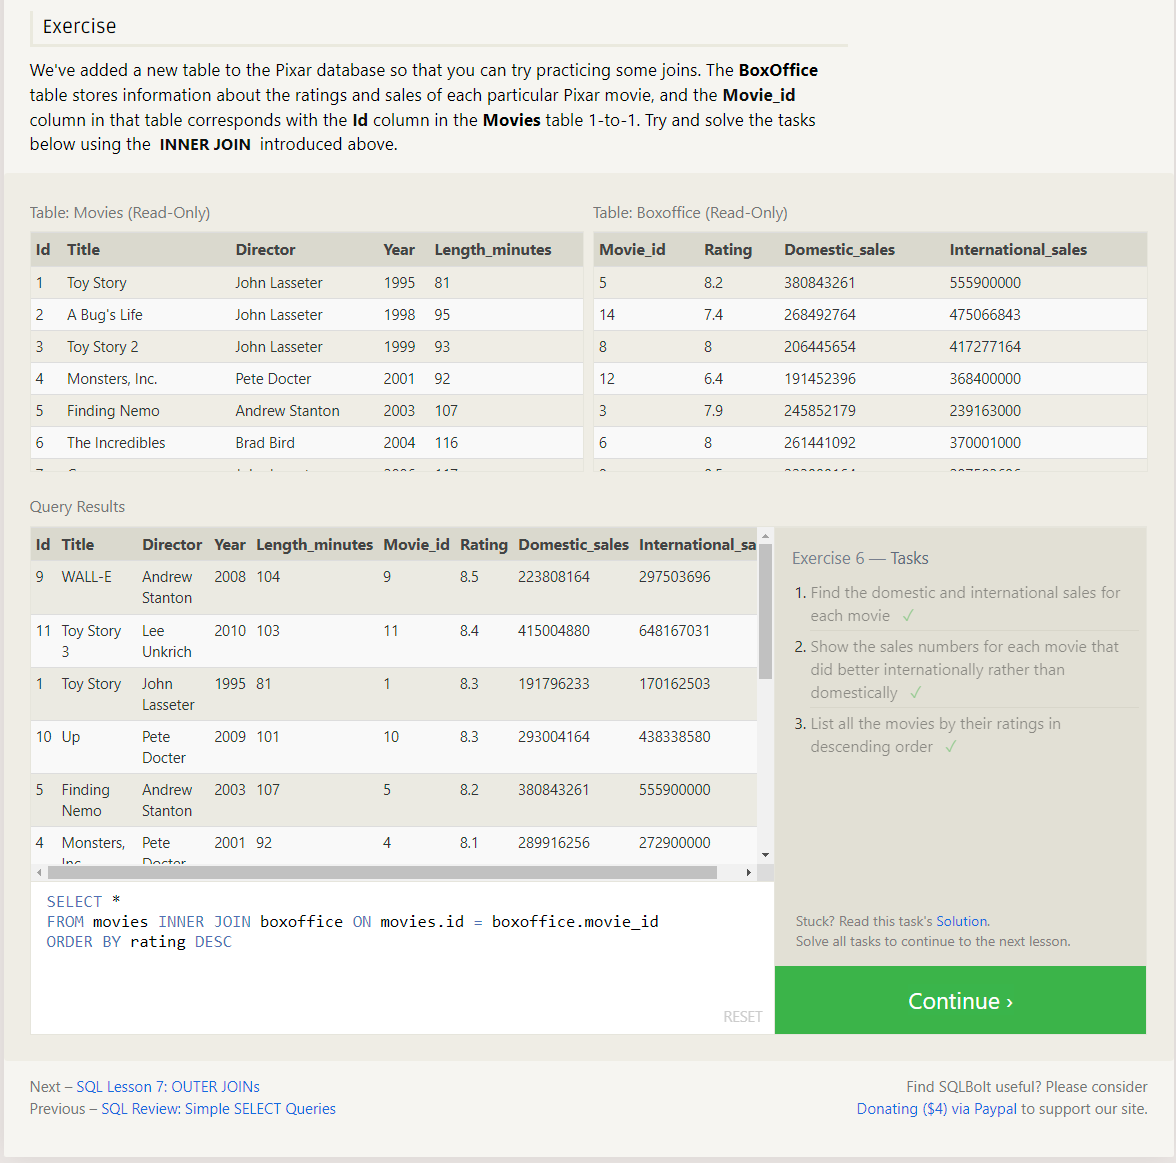 Exercise
We've added a new table to the Pixar database so that you can try practicing some joins. The BoxOffice
table stores information about the ratings and sales of each particular Pixar movie, and the Movie_id
column in that table corresponds with the Id column in the Movies table 1-to-1. Try and solve the tasks
below using the INNER JOIN introduced above.
Table: Movies (Read-Only)
Id Title Director Year Length_minutes
1 Toy Story John Lasseter 1995 81
2 A Bug's Life John Lasseter 1998 95
3 Toy Story 2 John Lasseter 1999 93
4 Monsters, Inc. Pete Docter 2001 92
5 Finding Nemo Andrew Stanton 2003 107
6 The Incredibles Brad Bird 2004 116
Table: Boxoffice (Read-Only)
Movie_id Rating Domestic_sales International_sales
5 8.2 380843261 555900000
14 7.4 268492764 475066843
8 8 206445654 417277164
12 6.4 191452396 368400000
3 7.9 245852179 239163000
6 8 261441092 370001000
Query Results
Id Title Director Year Length_minutes Movie_id Rating Domestic_sales International_sa
9 WALL-E Andrew Stanton 2008 104 9 8.5 223808164 297503696
11 Toy Story 3 Lee Unkrich 2010 103 11 8.4 415004880 648167031
1 Toy Story John Lasseter 1995 81 1 8.3 191796233 170162503
10 Up Pete Docter 2009 101 10 8.3 293004164 438338580
5 Finding Nemo Andrew Stanton 2003 107 5 8.2 380843261 555900000
4 Monsters, Inc. Pete Docter 2001 92 4 8.1 289916256 272900000
SELECT *
FROM movies INNER JOIN boxoffice ON movies.id = boxoffice.movie_id
ORDER BY rating DESC
RESET
Exercise 6 — Tasks
1. Find the domestic and international sales for
each movie ✓
2. Show the sales numbers for each movie that
did better internationally rather than
domestically ✓
3. List all the movies by their ratings in
descending order ✓
Stuck? Read this task's Solution.
Solve all tasks to continue to the next lesson.
Continue ›
Next – SQL Lesson 7: OUTER JOINs
Previous – SQL Review: Simple SELECT Queries
Find SQLBolt useful? Please consider
Donating ($4) via Paypal to support our site.